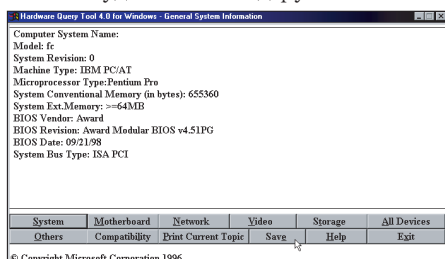 Hardware Query Tool 4.0 for Windows - General System Information
Computer System Name:
Model: fc
System Revision: 0
Machine Type: IBM PC/AT
Microprocessor Type:Pentium Pro
System Conventional Memory (in bytes): 655360
System Ext.Memory: >=64MB
BIOS Vendor: Award
BIOS Revision: Award Modular BIOS v4.51PG
BIOS Date: 09/21/98
System Bus Type: ISA PCI
System Motherboard Network Video Storage All Devices
Others Compatibility Print Current Topic Save Help Exit
© Copyright Microsoft Corporation 1996